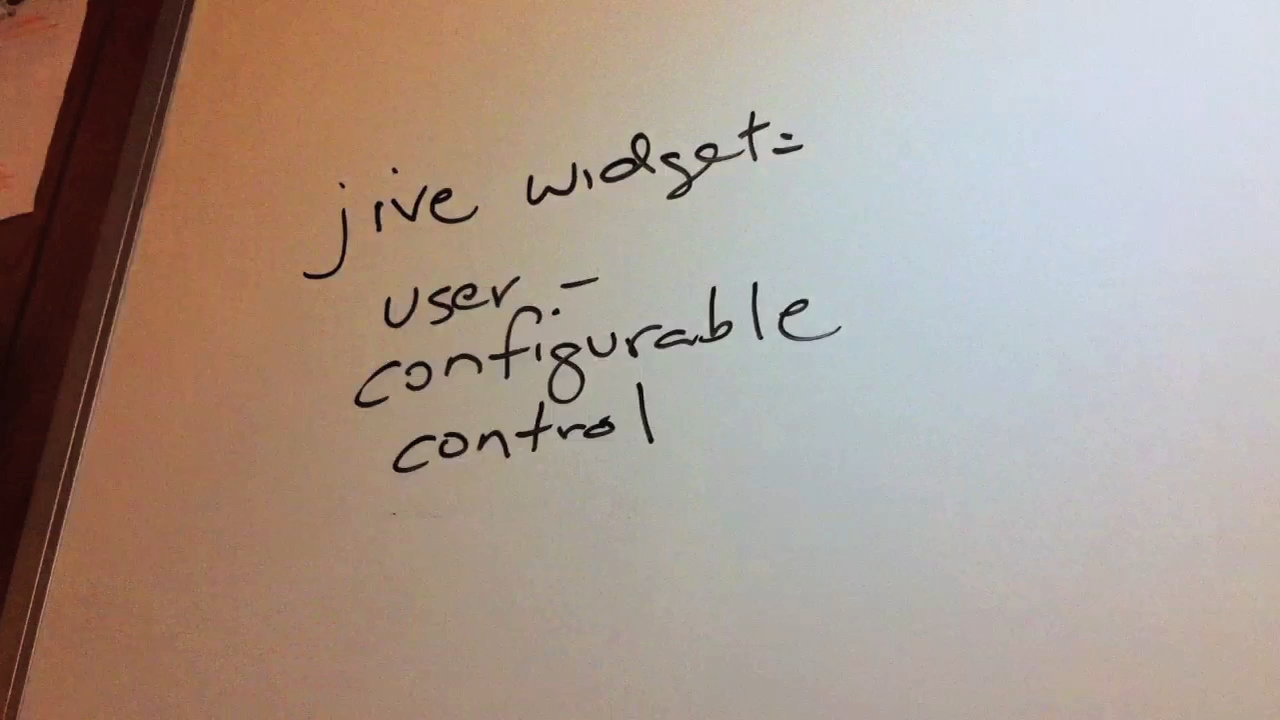 jive widget=
user-
configurable
control